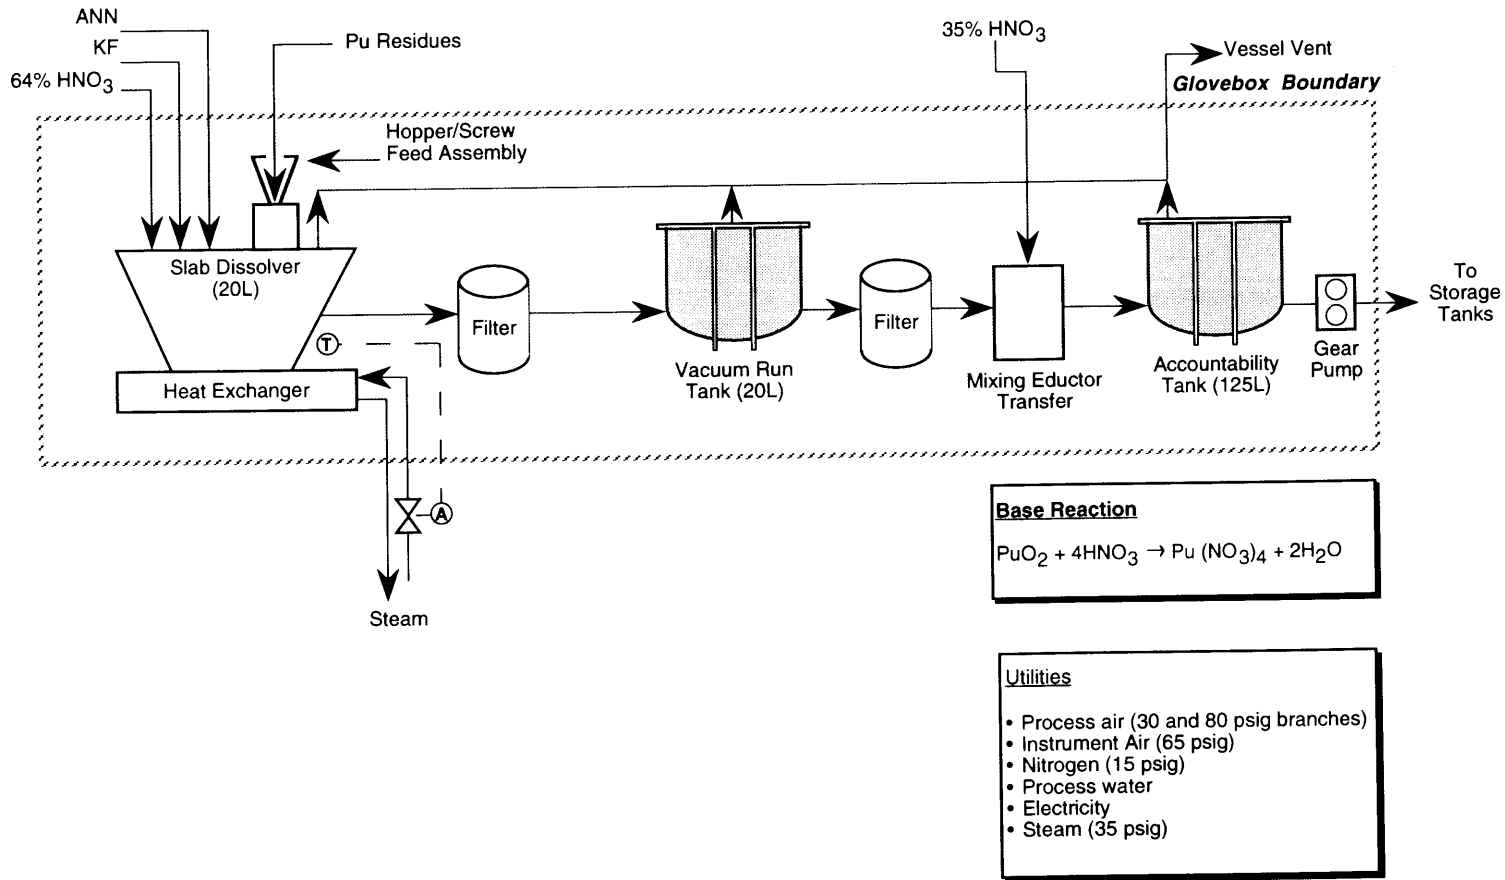 ANN
KF
64% HNO₃
Pu Residues
35% HNO₃
Vessel Vent
Glovebox Boundary
Hopper/Screw
Feed Assembly
Slab Dissolver
(20L)
Filter
T
Heat Exchanger
Vacuum Run
Tank (20L)
Filter
Mixing Eductor
Transfer
Accountability
Tank (125L)
Gear
Pump
To
Storage
Tanks
A
Steam
Base Reaction
PuO₂ + 4HNO₃ → Pu (NO₃)₄ + 2H₂O
Utilities
• Process air (30 and 80 psig branches)
• Instrument Air (65 psig)
• Nitrogen (15 psig)
• Process water
• Electricity
• Steam (35 psig)